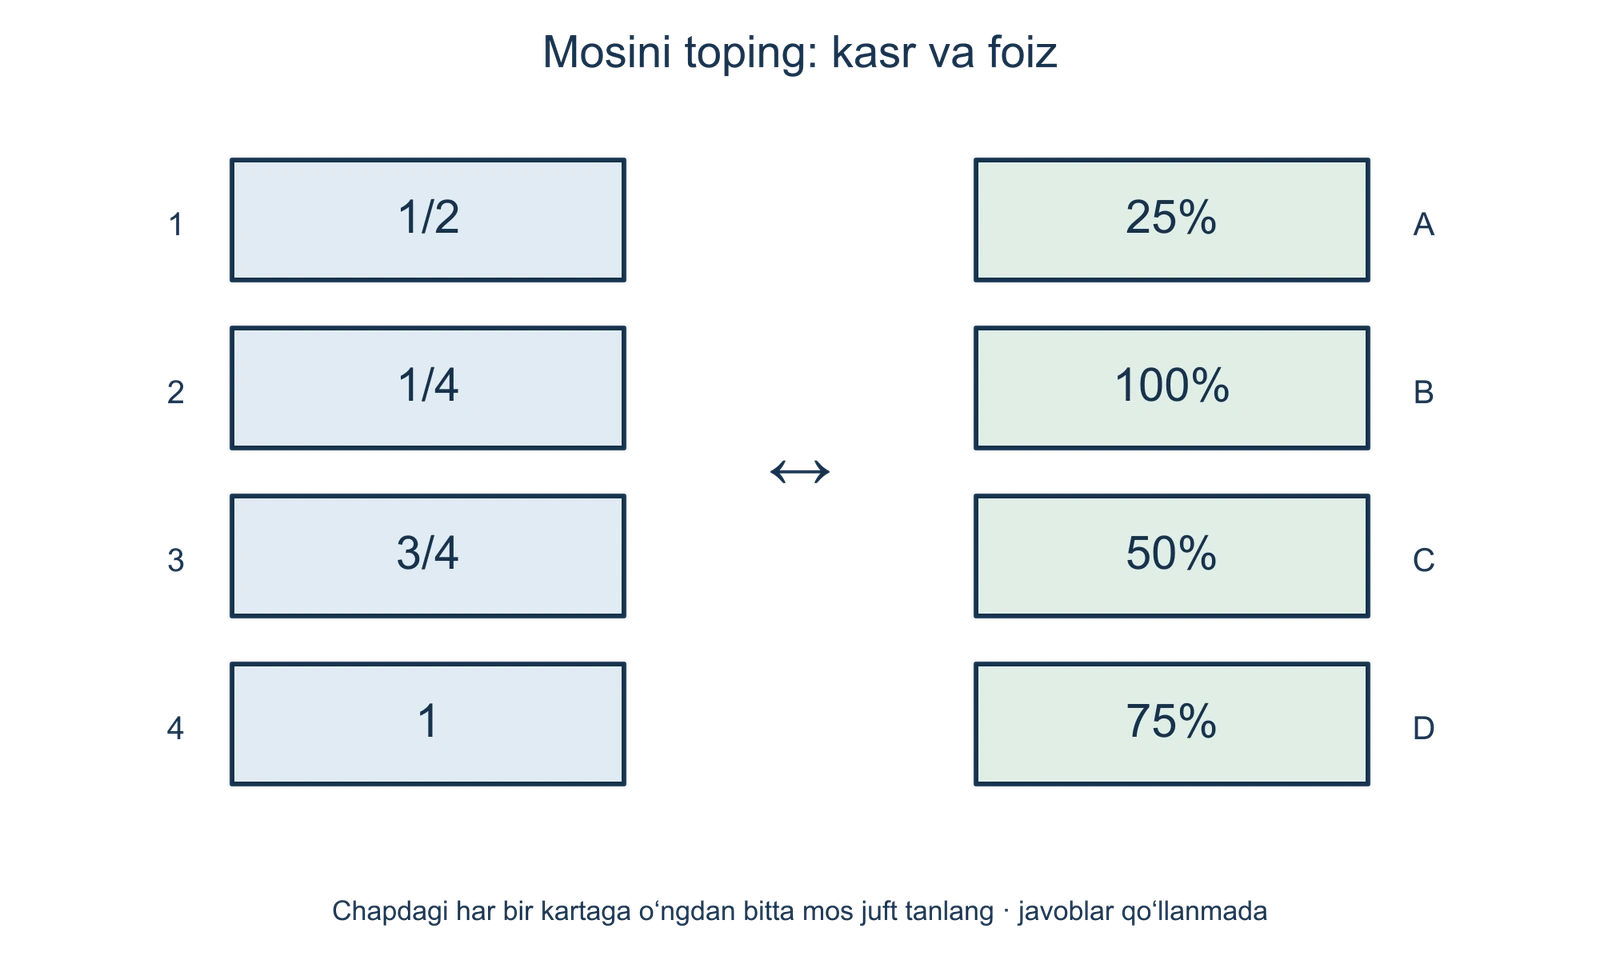 Mosini toping: kasr va foiz
1 1/2 25% A
2 1/4 100% B
↔
3 3/4 50% C
4 1 75% D
Chapdagi har bir kartaga o‘ngdan bitta mos juft tanlang · javoblar qo‘llanmada